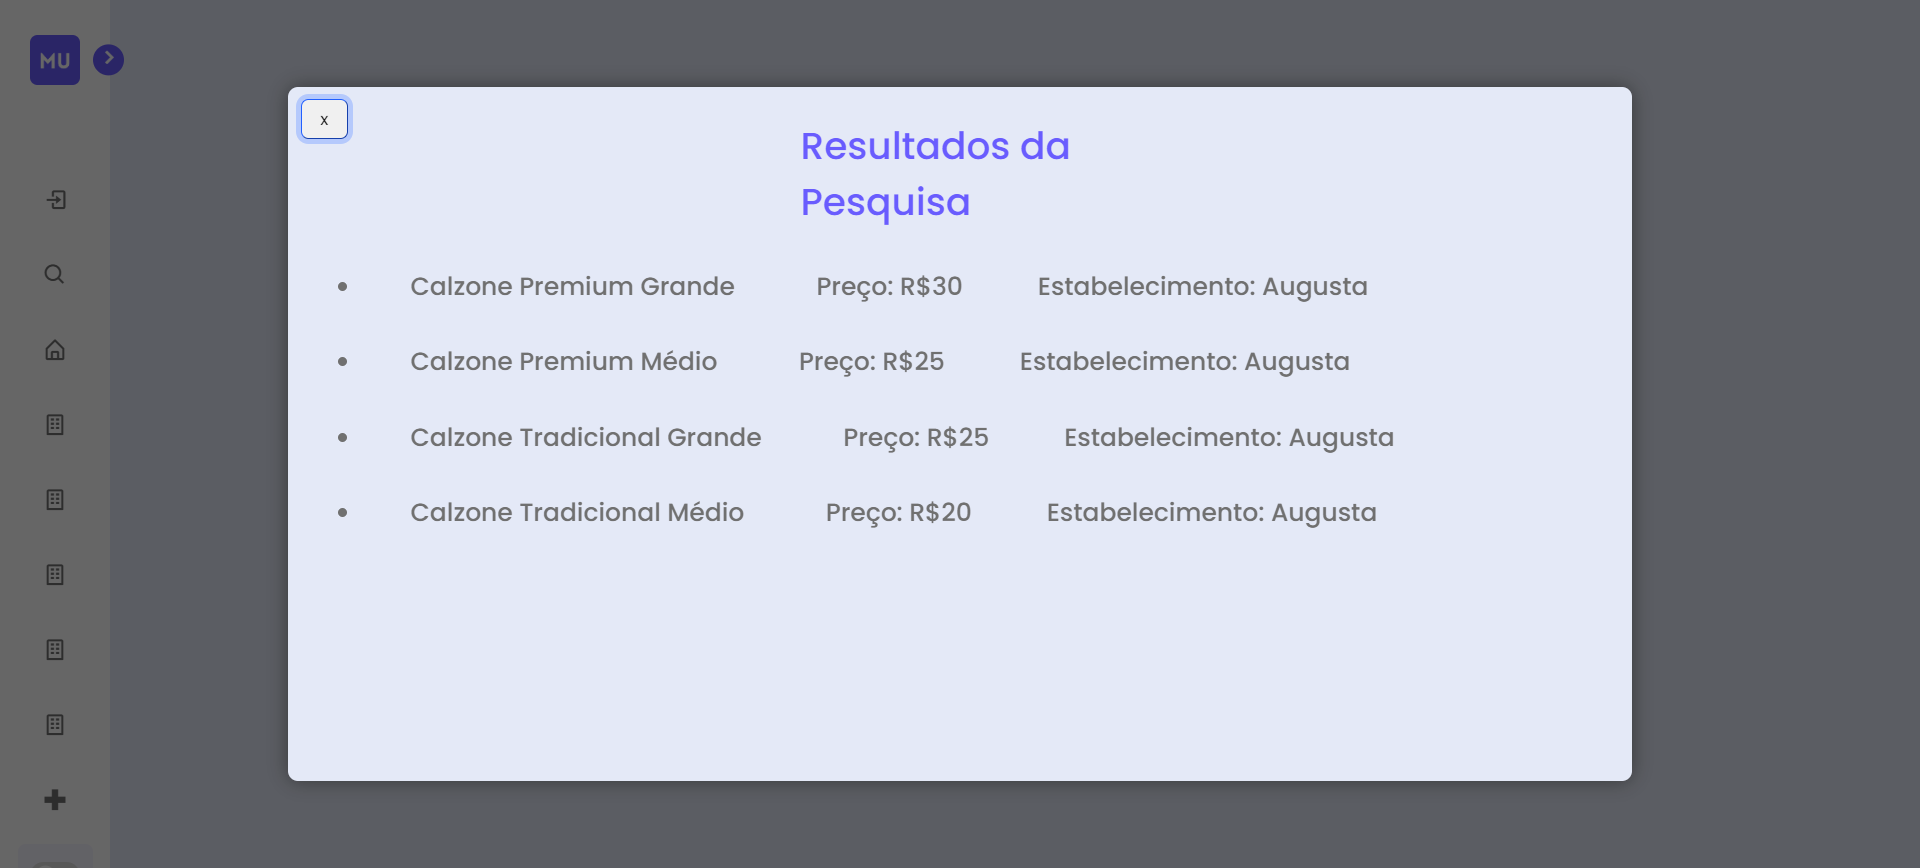 MU
x
Resultados da
Pesquisa
Calzone Premium Grande Preço: R$30 Estabelecimento: Augusta
Calzone Premium Médio Preço: R$25 Estabelecimento: Augusta
Calzone Tradicional Grande Preço: R$25 Estabelecimento: Augusta
Calzone Tradicional Médio Preço: R$20 Estabelecimento: Augusta